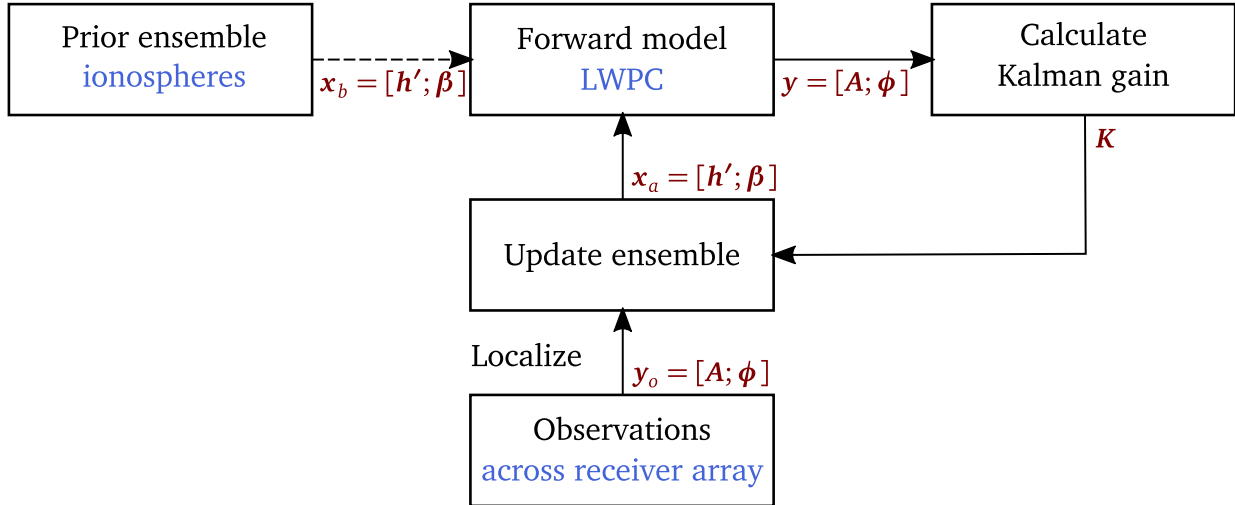 Prior ensemble
ionospheres
x_b = [h′; β]
Forward model
LWPC
y = [A; ϕ]
Calculate
Kalman gain
K
x_a = [h′; β]
Update ensemble
Localize
y_o = [A; ϕ]
Observations
across receiver array